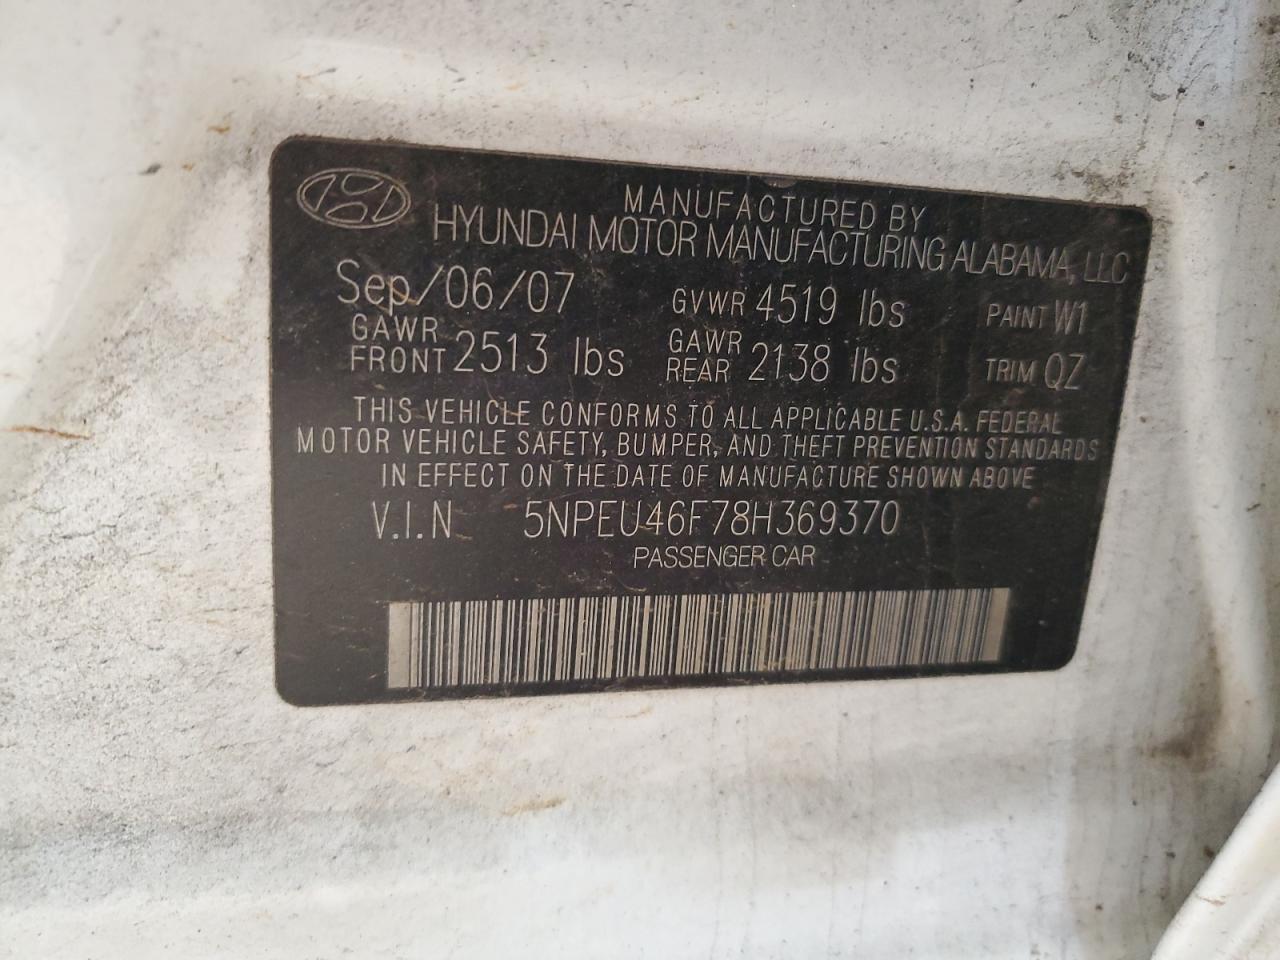 MANUFACTURED BY
HYUNDAI MOTOR MANUFACTURING ALABAMA, LLC
Sep/06/07 GVWR 4519 lbs PAINT W1
GAWR FRONT 2513 lbs GAWR REAR 2138 lbs TRIM QZ
THIS VEHICLE CONFORMS TO ALL APPLICABLE U.S.A. FEDERAL
MOTOR VEHICLE SAFETY, BUMPER, AND THEFT PREVENTION STANDARDS
IN EFFECT ON THE DATE OF MANUFACTURE SHOWN ABOVE
V.I.N 5NPEU46F78H369370
PASSENGER CAR